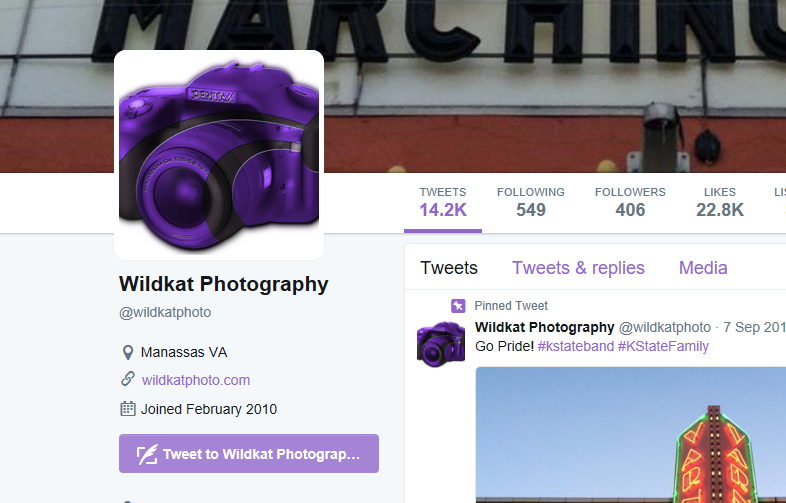 MARCHING
PENTAX
TWEETS
14.2K
FOLLOWING
549
FOLLOWERS
406
LIKES
22.8K
LIS
Wildkat Photography
@wildkatphoto
Manassas VA
wildkatphoto.com
Joined February 2010
Tweet to Wildkat Photograp...
Tweets
Tweets & replies
Media
Pinned Tweet
Wildkat Photography @wildkatphoto · 7 Sep 201
Go Pride! #kstateband #KStateFamily